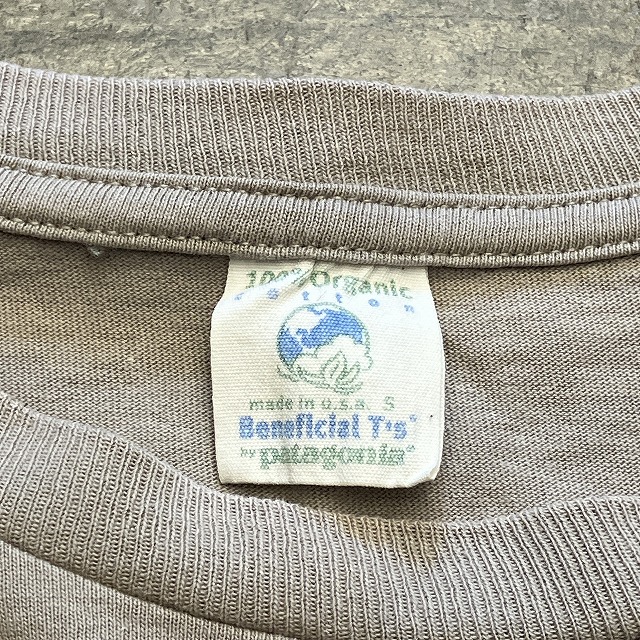 100% Organic
cotton
made in U.S.A. S
Beneficial T's®
by patagonia®